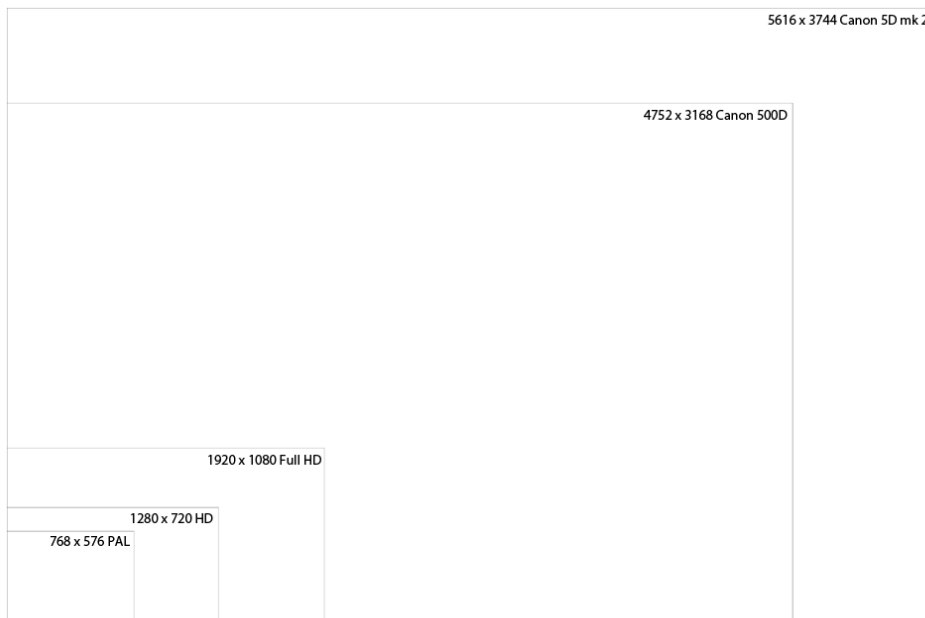 5616 x 3744 Canon 5D mk 2
4752 x 3168 Canon 500D
1920 x 1080 Full HD
1280 x 720 HD
768 x 576 PAL